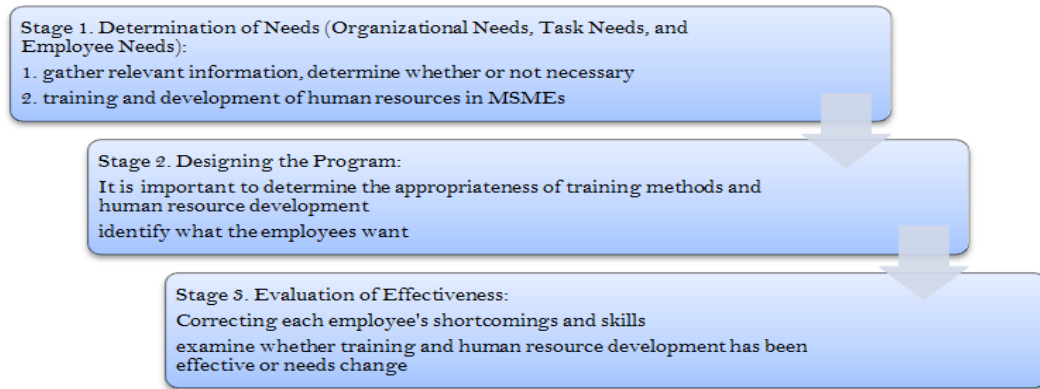 Stage 1. Determination of Needs (Organizational Needs, Task Needs, and
Employee Needs):
1. gather relevant information, determine whether or not necessary
2. training and development of human resources in MSMEs
Stage 2. Designing the Program:
It is important to determine the appropriateness of training methods and
human resource development
identify what the employees want
Stage 3. Evaluation of Effectiveness:
Correcting each employee's shortcomings and skills
examine whether training and human resource development has been
effective or needs change